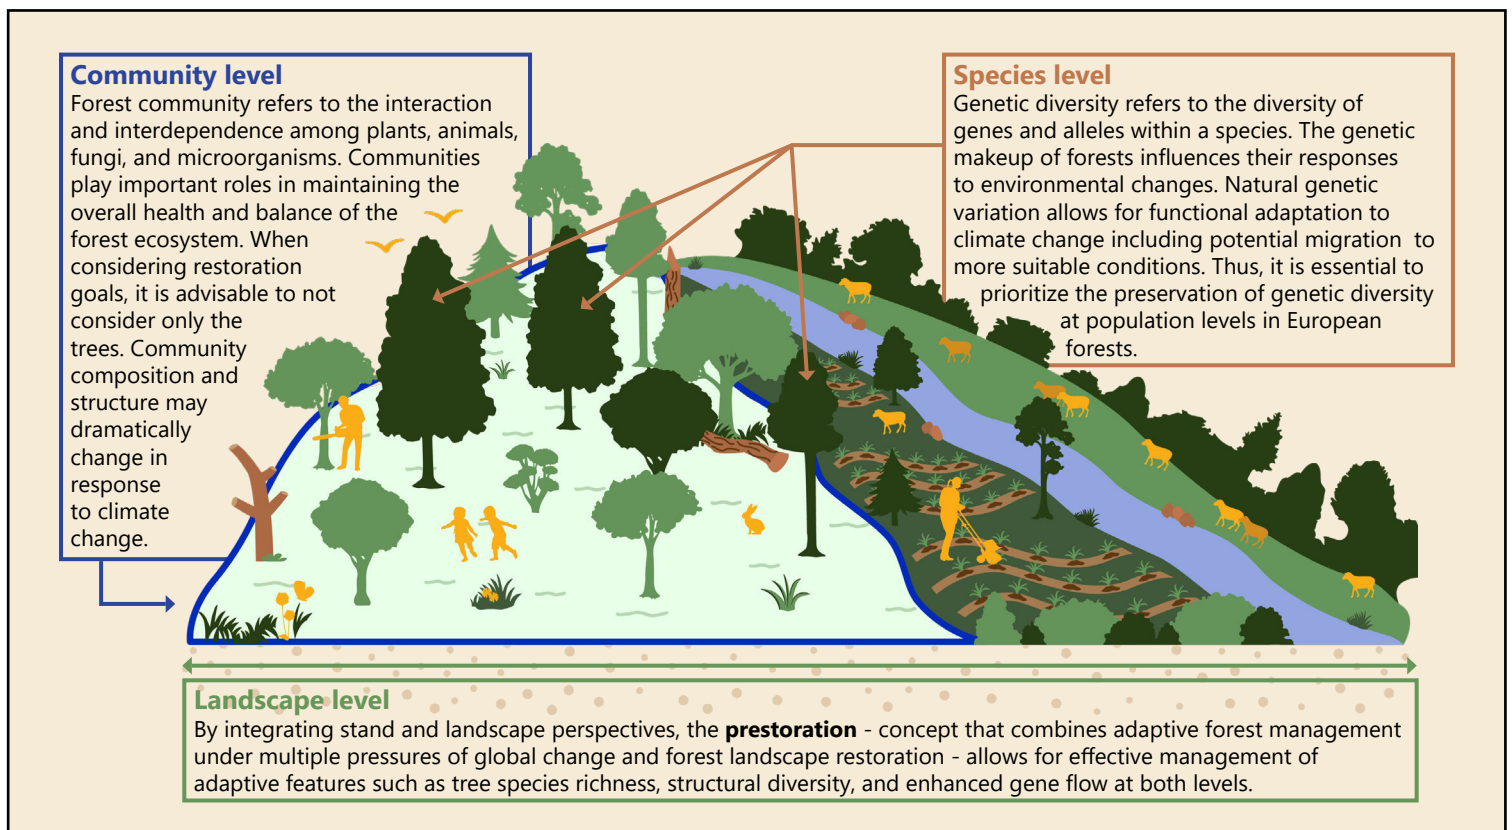 Community level
Forest community refers to the interaction
and interdependence among plants, animals,
fungi, and microorganisms. Communities
play important roles in maintaining the
overall health and balance of the
forest ecosystem. When
considering restoration
goals, it is advisable to not
consider only the
trees. Community
composition and
structure may
dramatically
change in
response
to climate
change.
Species level
Genetic diversity refers to the diversity of
genes and alleles within a species. The genetic
makeup of forests influences their responses
to environmental changes. Natural genetic
variation allows for functional adaptation to
climate change including potential migration to
more suitable conditions. Thus, it is essential to
prioritize the preservation of genetic diversity
at population levels in European
forests.
Landscape level
By integrating stand and landscape perspectives, the prestoration - concept that combines adaptive forest management
under multiple pressures of global change and forest landscape restoration - allows for effective management of
adaptive features such as tree species richness, structural diversity, and enhanced gene flow at both levels.